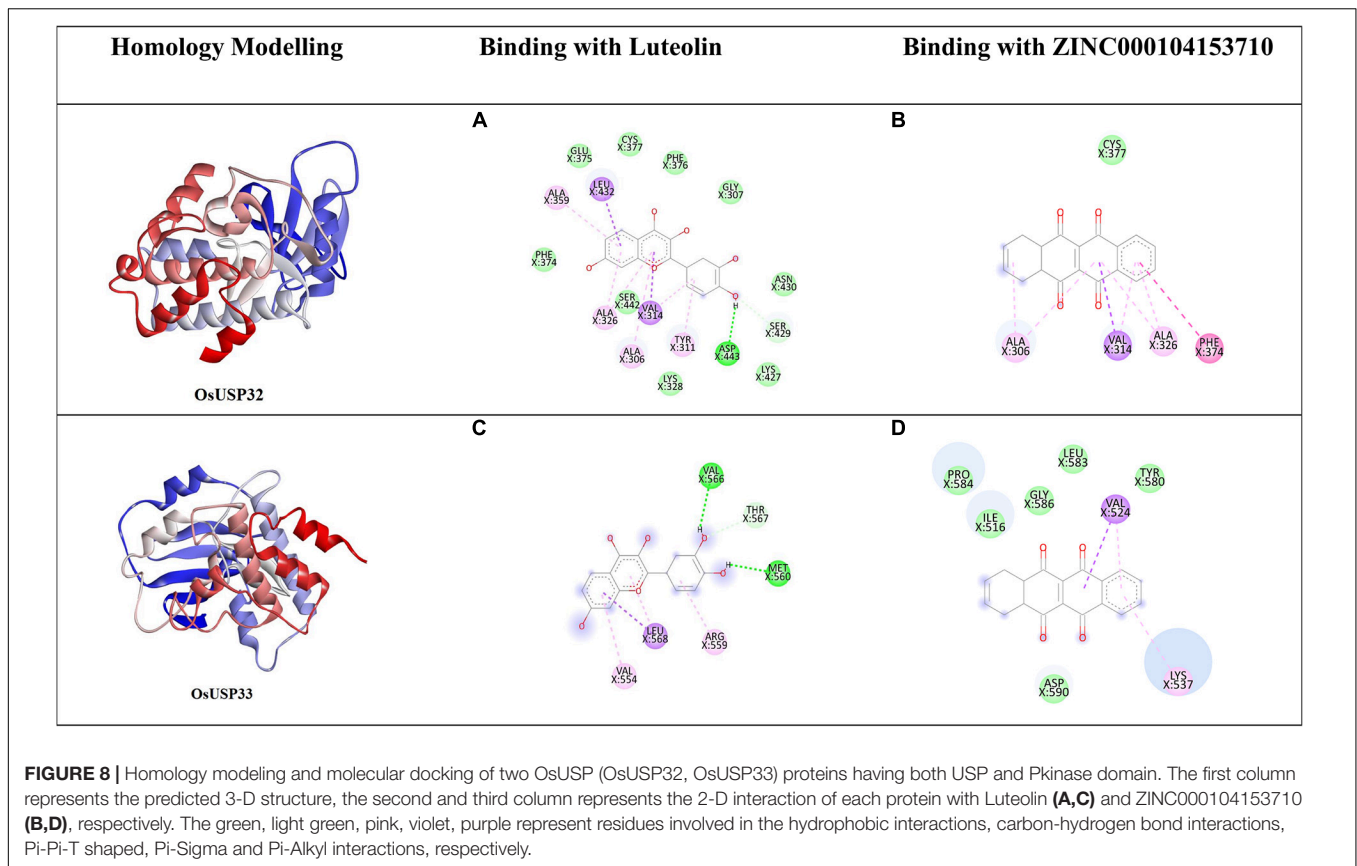 Homology Modelling
Binding with Luteolin
Binding with ZINC000104153710
OsUSP32
A
GLU
X:375
CYS
X:377
PHE
X:376
ALA
X:359
LEU
X:432
GLY
X:307
PHE
X:374
O
O
O
O
O
O
H
SER
X:442
ALA
X:326
VAL
X:314
ASN
X:430
SER
X:429
ALA
X:306
TYR
X:311
ASP
X:443
LYS
X:328
LYS
X:427
B
CYS
X:377
O
O
O
O
ALA
X:306
VAL
X:314
ALA
X:326
PHE
X:374
OsUSP33
C
VAL
X:566
THR
X:567
H
O
O
O
O
H
MET
X:560
O
O
LEU
X:568
ARG
X:559
VAL
X:554
D
PRO
X:584
LEU
X:583
TYR
X:580
GLY
X:586
ILE
X:516
VAL
X:524
O
O
O
O
ASP
X:590
LYS
X:537
FIGURE 8 | Homology modeling and molecular docking of two OsUSP (OsUSP32, OsUSP33) proteins having both USP and Pkinase domain. The first column
represents the predicted 3-D structure, the second and third column represents the 2-D interaction of each protein with Luteolin (A,C) and ZINC000104153710
(B,D), respectively. The green, light green, pink, violet, purple represent residues involved in the hydrophobic interactions, carbon-hydrogen bond interactions,
Pi-Pi-T shaped, Pi-Sigma and Pi-Alkyl interactions, respectively.